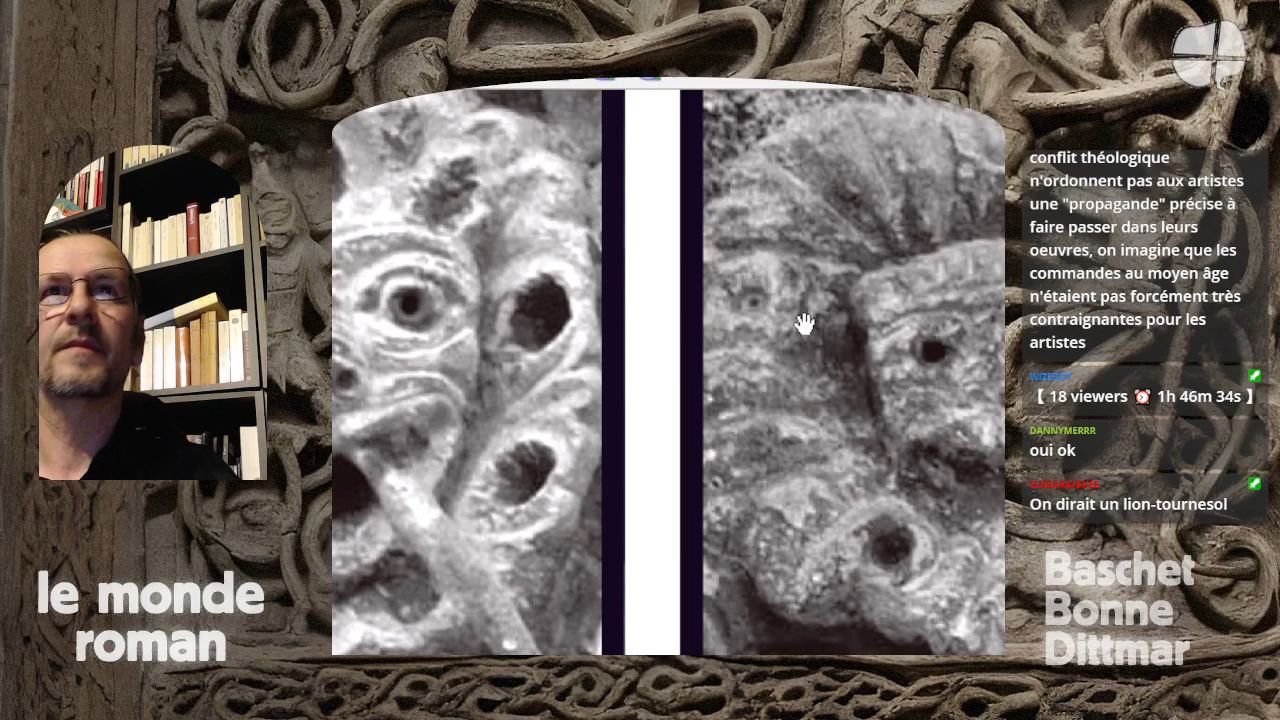 conflit théologique
n'ordonnent pas aux artistes
une "propagande" précise à
faire passer dans leurs
oeuvres, on imagine que les
commandes au moyen âge
n'étaient pas forcément très
contraignantes pour les
artistes
【 18 viewers ⏰ 1h 46m 34s 】
DANNYMERRR
oui ok
On dirait un lion-tournesol
le monde
roman
Baschet
Bonne
Dittmar